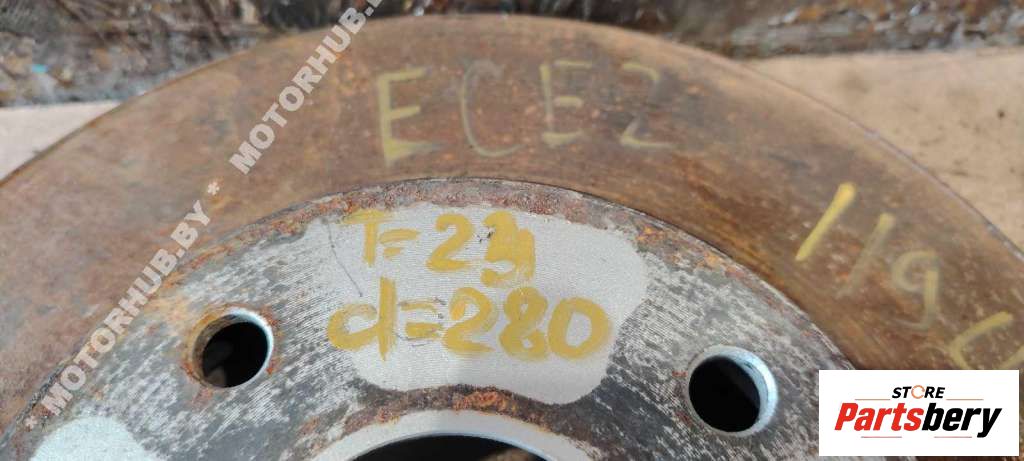 ECE2
T=23
d=280
119
* MOTORHUB.BY * MOTORHUB.BY
STORE
Partsbery